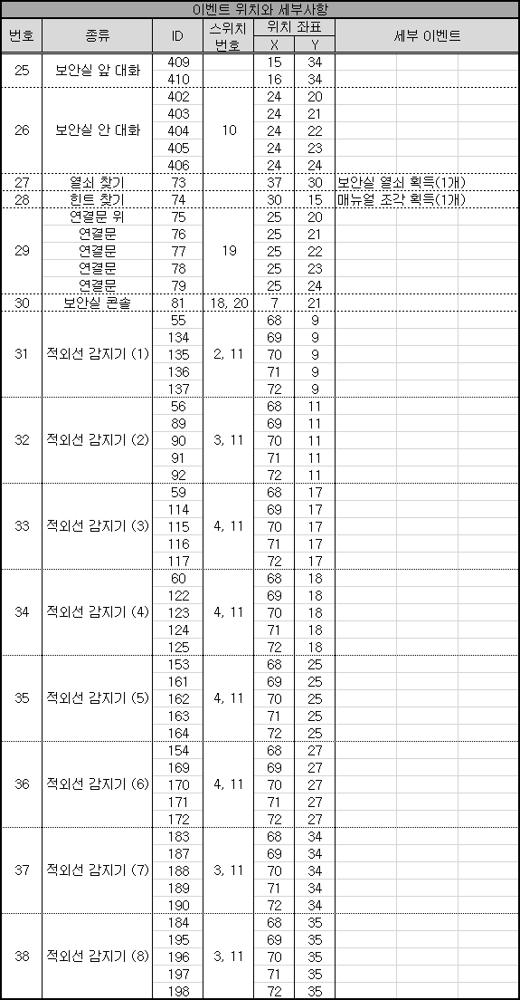 이벤트 위치와 세부사항
번호 종류 ID 스위치 번호 위치 좌표 세부 이벤트
X Y
25 보안실 앞 대화 409 15 34
410 16 34
26 보안실 안 대화 10 402 24 20
403 24 21
404 24 22
405 24 23
406 24 24
27 열쇠 찾기 73 37 30 보안실 열쇠 획득(1개)
28 힌트 찾기 74 30 15 매뉴얼 조각 획득(1개)
29 연결문 위 75 19 25 20
연결문 76 25 21
연결문 77 25 22
연결문 78 25 23
연결문 79 25 24
30 보안실 콘솔 81 18, 20 7 21
31 적외선 감지기 (1) 55 2, 11 68 9
134 69 9
135 70 9
136 71 9
137 72 9
32 적외선 감지기 (2) 56 3, 11 68 11
89 69 11
90 70 11
91 71 11
92 72 11
33 적외선 감지기 (3) 59 4, 11 68 17
114 69 17
115 70 17
116 71 17
117 72 17
34 적외선 감지기 (4) 60 4, 11 68 18
122 69 18
123 70 18
124 71 18
125 72 18
35 적외선 감지기 (5) 153 4, 11 68 25
161 69 25
162 70 25
163 71 25
164 72 25
36 적외선 감지기 (6) 154 4, 11 68 27
169 69 27
170 70 27
171 71 27
172 72 27
37 적외선 감지기 (7) 183 3, 11 68 34
187 69 34
188 70 34
189 71 34
190 72 34
38 적외선 감지기 (8) 184 3, 11 68 35
195 69 35
196 70 35
197 71 35
198 72 35